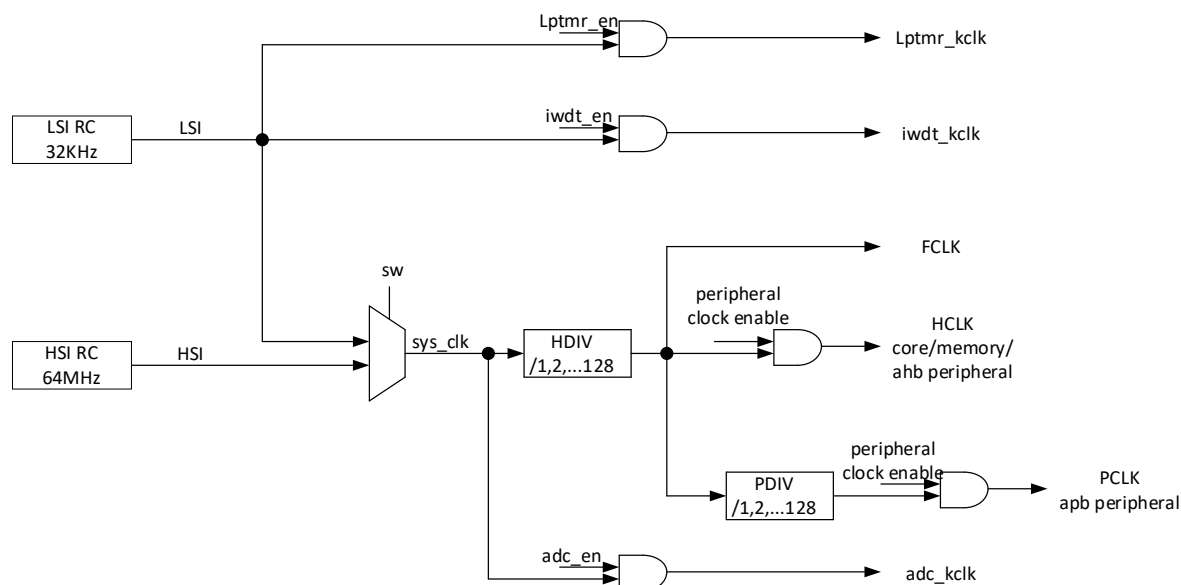 Lptmr_en
Lptmr_kclk
iwdt_en
iwdt_kclk
LSI RC
32KHz
LSI
FCLK
sw
peripheral
clock enable
HCLK
core/memory/
ahb peripheral
HSI RC
64MHz
HSI
sys_clk
HDIV
/1,2,...128
peripheral
clock enable
PDIV
/1,2,...128
PCLK
apb peripheral
adc_en
adc_kclk